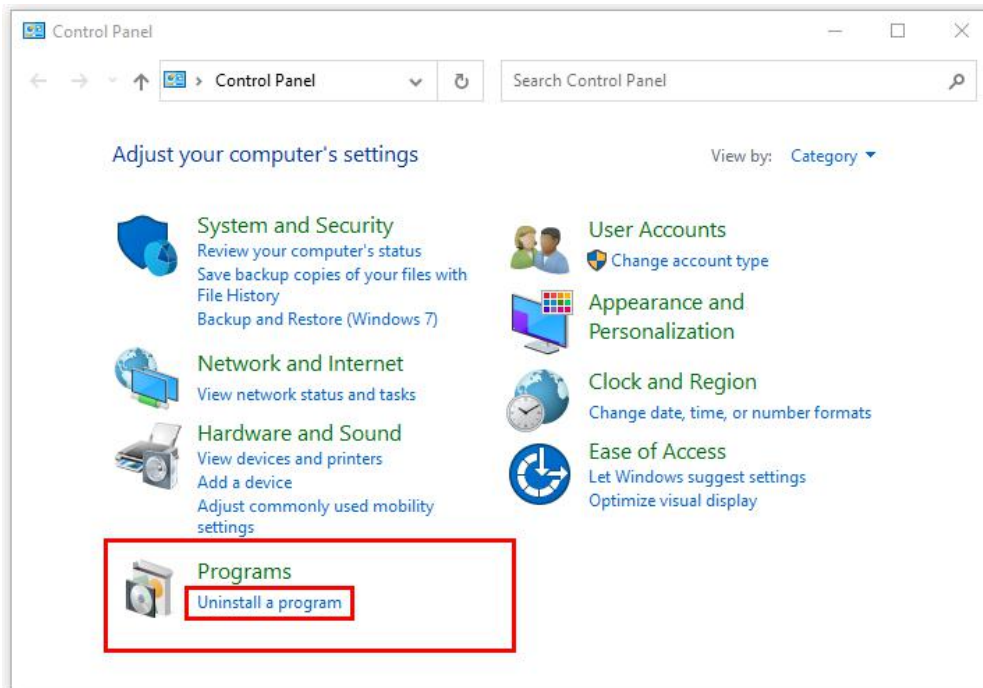 Control Panel
Control Panel
Search Control Panel
Adjust your computer's settings
View by: Category
System and Security
Review your computer's status
Save backup copies of your files with
File History
Backup and Restore (Windows 7)
Network and Internet
View network status and tasks
Hardware and Sound
View devices and printers
Add a device
Adjust commonly used mobility
settings
Programs
Uninstall a program
User Accounts
Change account type
Appearance and
Personalization
Clock and Region
Change date, time, or number formats
Ease of Access
Let Windows suggest settings
Optimize visual display